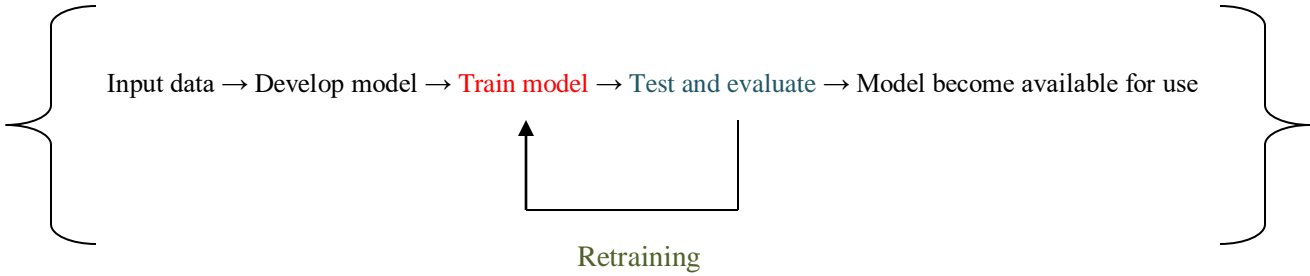 Input data → Develop model → Train model → Test and evaluate → Model become available for use
Retraining